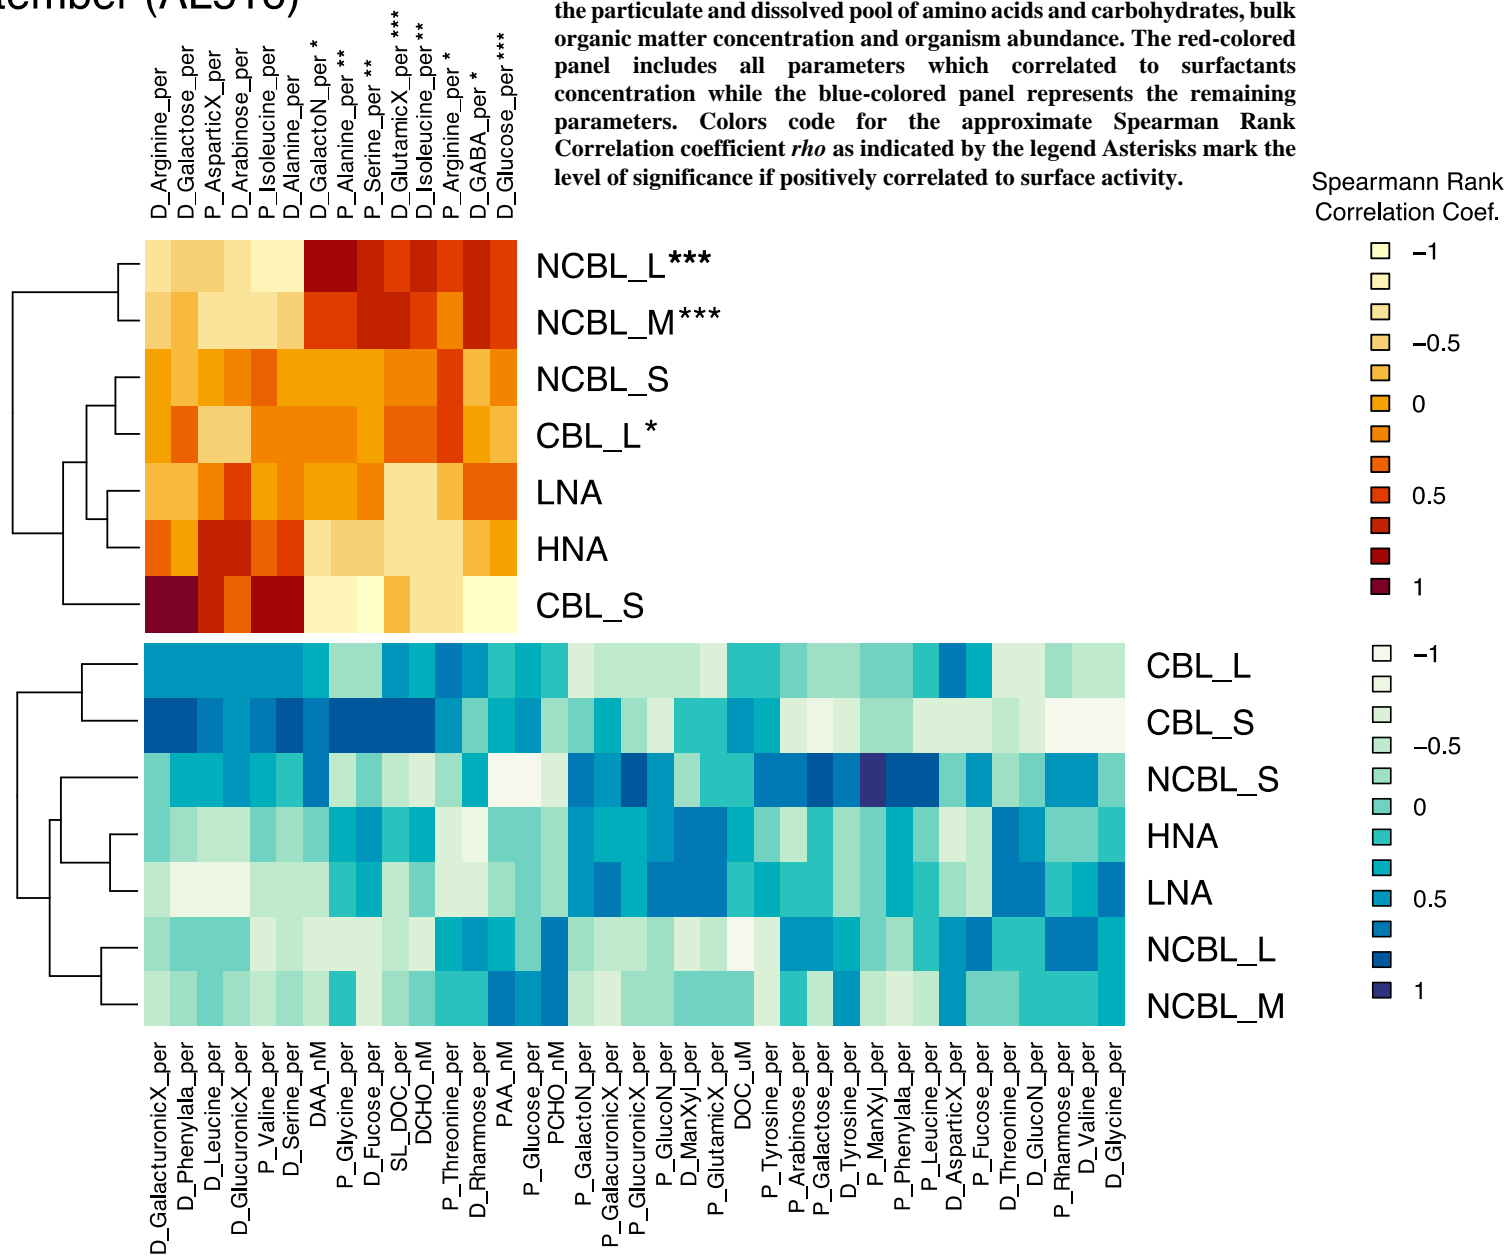 tember (AL516)
the particulate and dissolved pool of amino acids and carbohydrates, bulk
organic matter concentration and organism abundance. The red-colored
panel includes all parameters which correlated to surfactants
concentration while the blue-colored panel represents the remaining
parameters. Colors code for the approximate Spearman Rank
Correlation coefficient rho as indicated by the legend Asterisks mark the
level of significance if positively correlated to surface activity.
D_Arginine_per
D_Galactose_per
P_AsparticX_per
D_Arabinose_per
P_Isoleucine_per
D_Alanine_per
D_GalactoN_per *
P_Alanine_per **
P_Serine_per **
D_GlutamicX_per ***
D_Isoleucine_per **
P_Arginine_per *
D_GABA_per *
D_Glucose_per ***
Spearmann Rank
Correlation Coef.
NCBL_L***
NCBL_M***
NCBL_S
CBL_L*
LNA
HNA
CBL_S
−1
−0.5
0
0.5
1
CBL_L
CBL_S
NCBL_S
HNA
LNA
NCBL_L
NCBL_M
−1
−0.5
0
0.5
1
D_GalacturonicX_per
D_Phenylala_per
D_Leucine_per
D_GlucuronicX_per
P_Valine_per
D_Serine_per
DAA_nM
P_Glycine_per
D_Fucose_per
SL_DOC_per
DCHO_nM
P_Threonine_per
D_Rhamnose_per
PAA_nM
P_Glucose_per
PCHO_nM
P_GalactoN_per
P_GalacuronicX_per
P_GlucuronicX_per
P_GlucoN_per
D_ManXyl_per
P_GlutamicX_per
DOC_uM
P_Tyrosine_per
P_Arabinose_per
P_Galactose_per
D_Tyrosine_per
P_ManXyl_per
P_Phenylala_per
P_Leucine_per
D_AsparticX_per
P_Fucose_per
D_Threonine_per
D_GlucoN_per
P_Rhamnose_per
D_Valine_per
D_Glycine_per